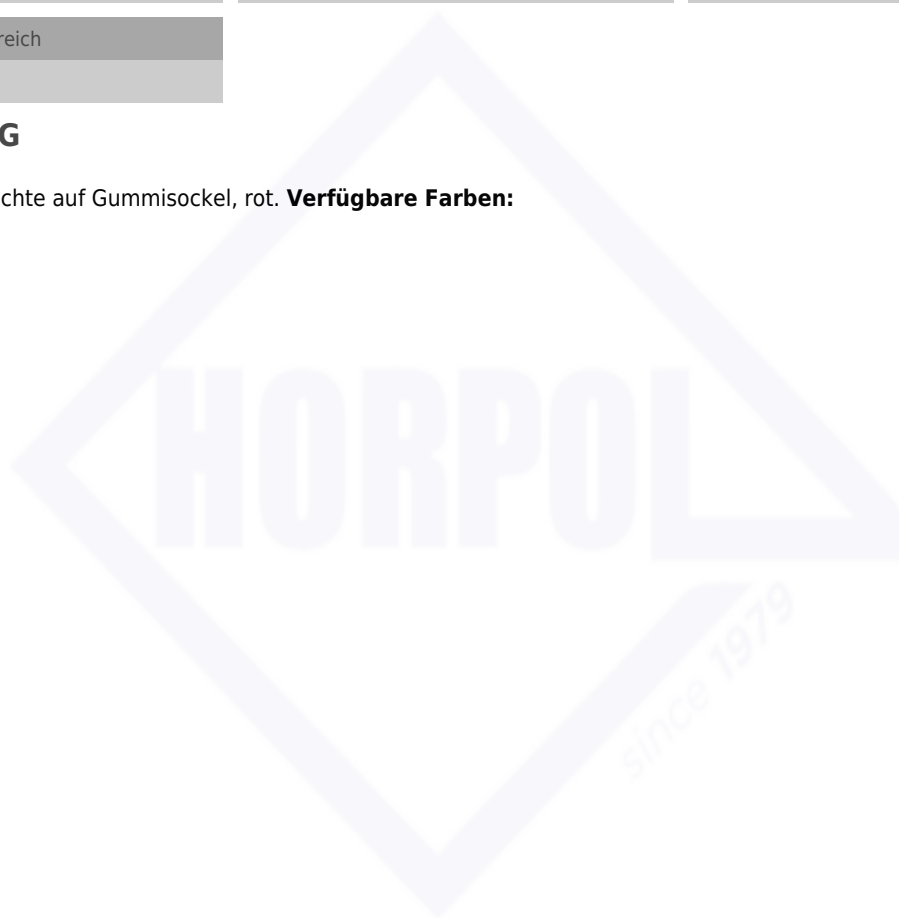 reich
G
chte auf Gummisockel, rot. Verfügbare Farben:
HORPOL
since 1979